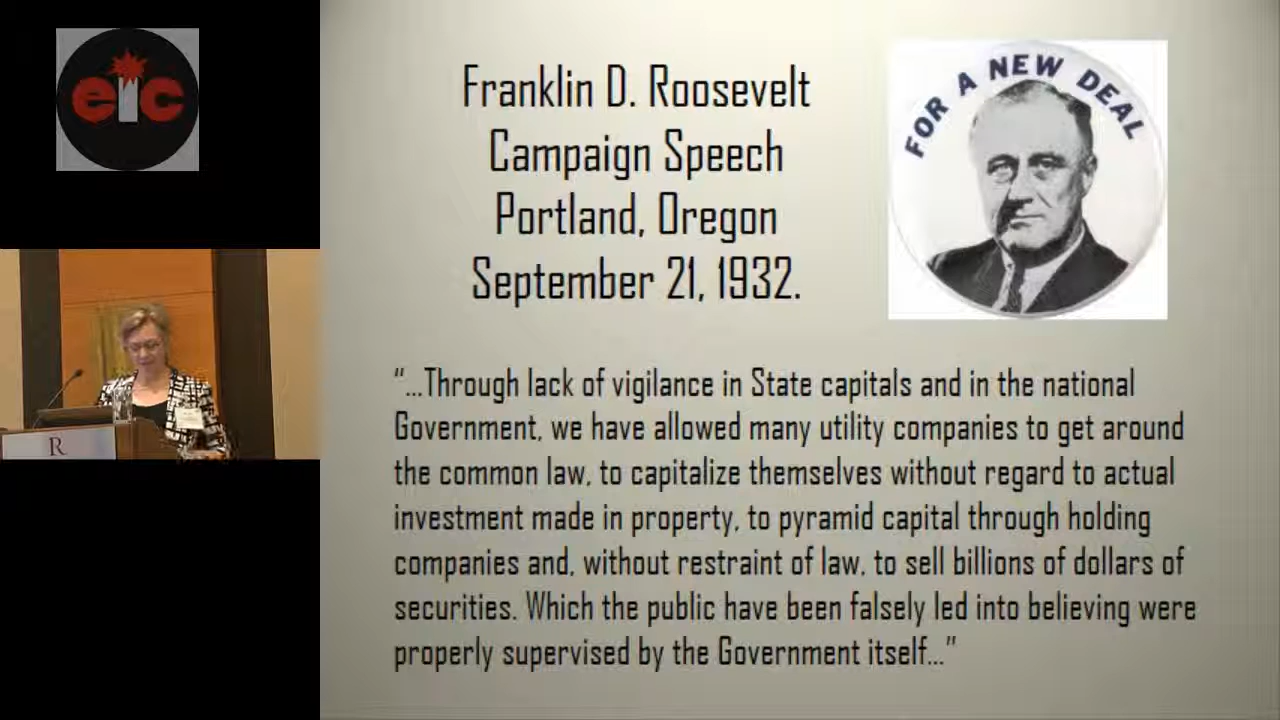 eic
Franklin D. Roosevelt
Campaign Speech
Portland, Oregon
September 21, 1932.
FOR A NEW DEAL
R
“...Through lack of vigilance in State capitals and in the national
Government, we have allowed many utility companies to get around
the common law, to capitalize themselves without regard to actual
investment made in property, to pyramid capital through holding
companies and, without restraint of law, to sell billions of dollars of
securities. Which the public have been falsely led into believing were
properly supervised by the Government itself...”